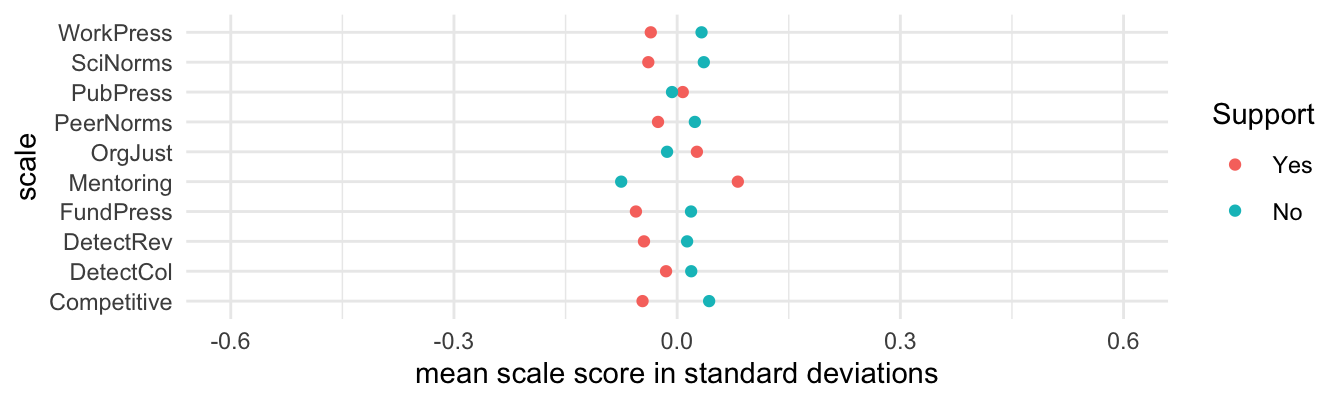 WorkPress
SciNorms
PubPress
PeerNorms
OrgJust
Mentoring
FundPress
DetectRev
DetectCol
Competitive
scale
-0.6 -0.3 0.0 0.3 0.6
mean scale score in standard deviations
Support
Yes
No